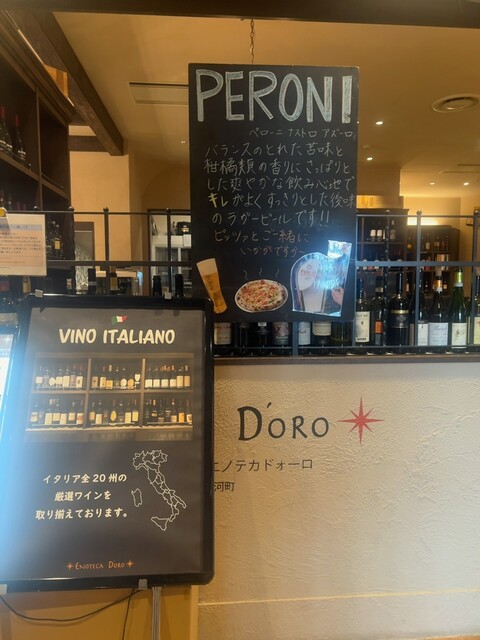 PERONI
ペローニ ナストロ アズーロ
バランスのとれた苦味と
柑橘類の香りにさっぱりと
した爽やかな飲み心地で
キレがよくすっきりとした後味
のラガービールです!!
ピッツァとご一緒に
いかがですか
VINO ITALIANO
イタリア全20州の
厳選ワインを
取り揃えております。
ENOTECA DORO
D'ORO
エノテカドォーロ
河町